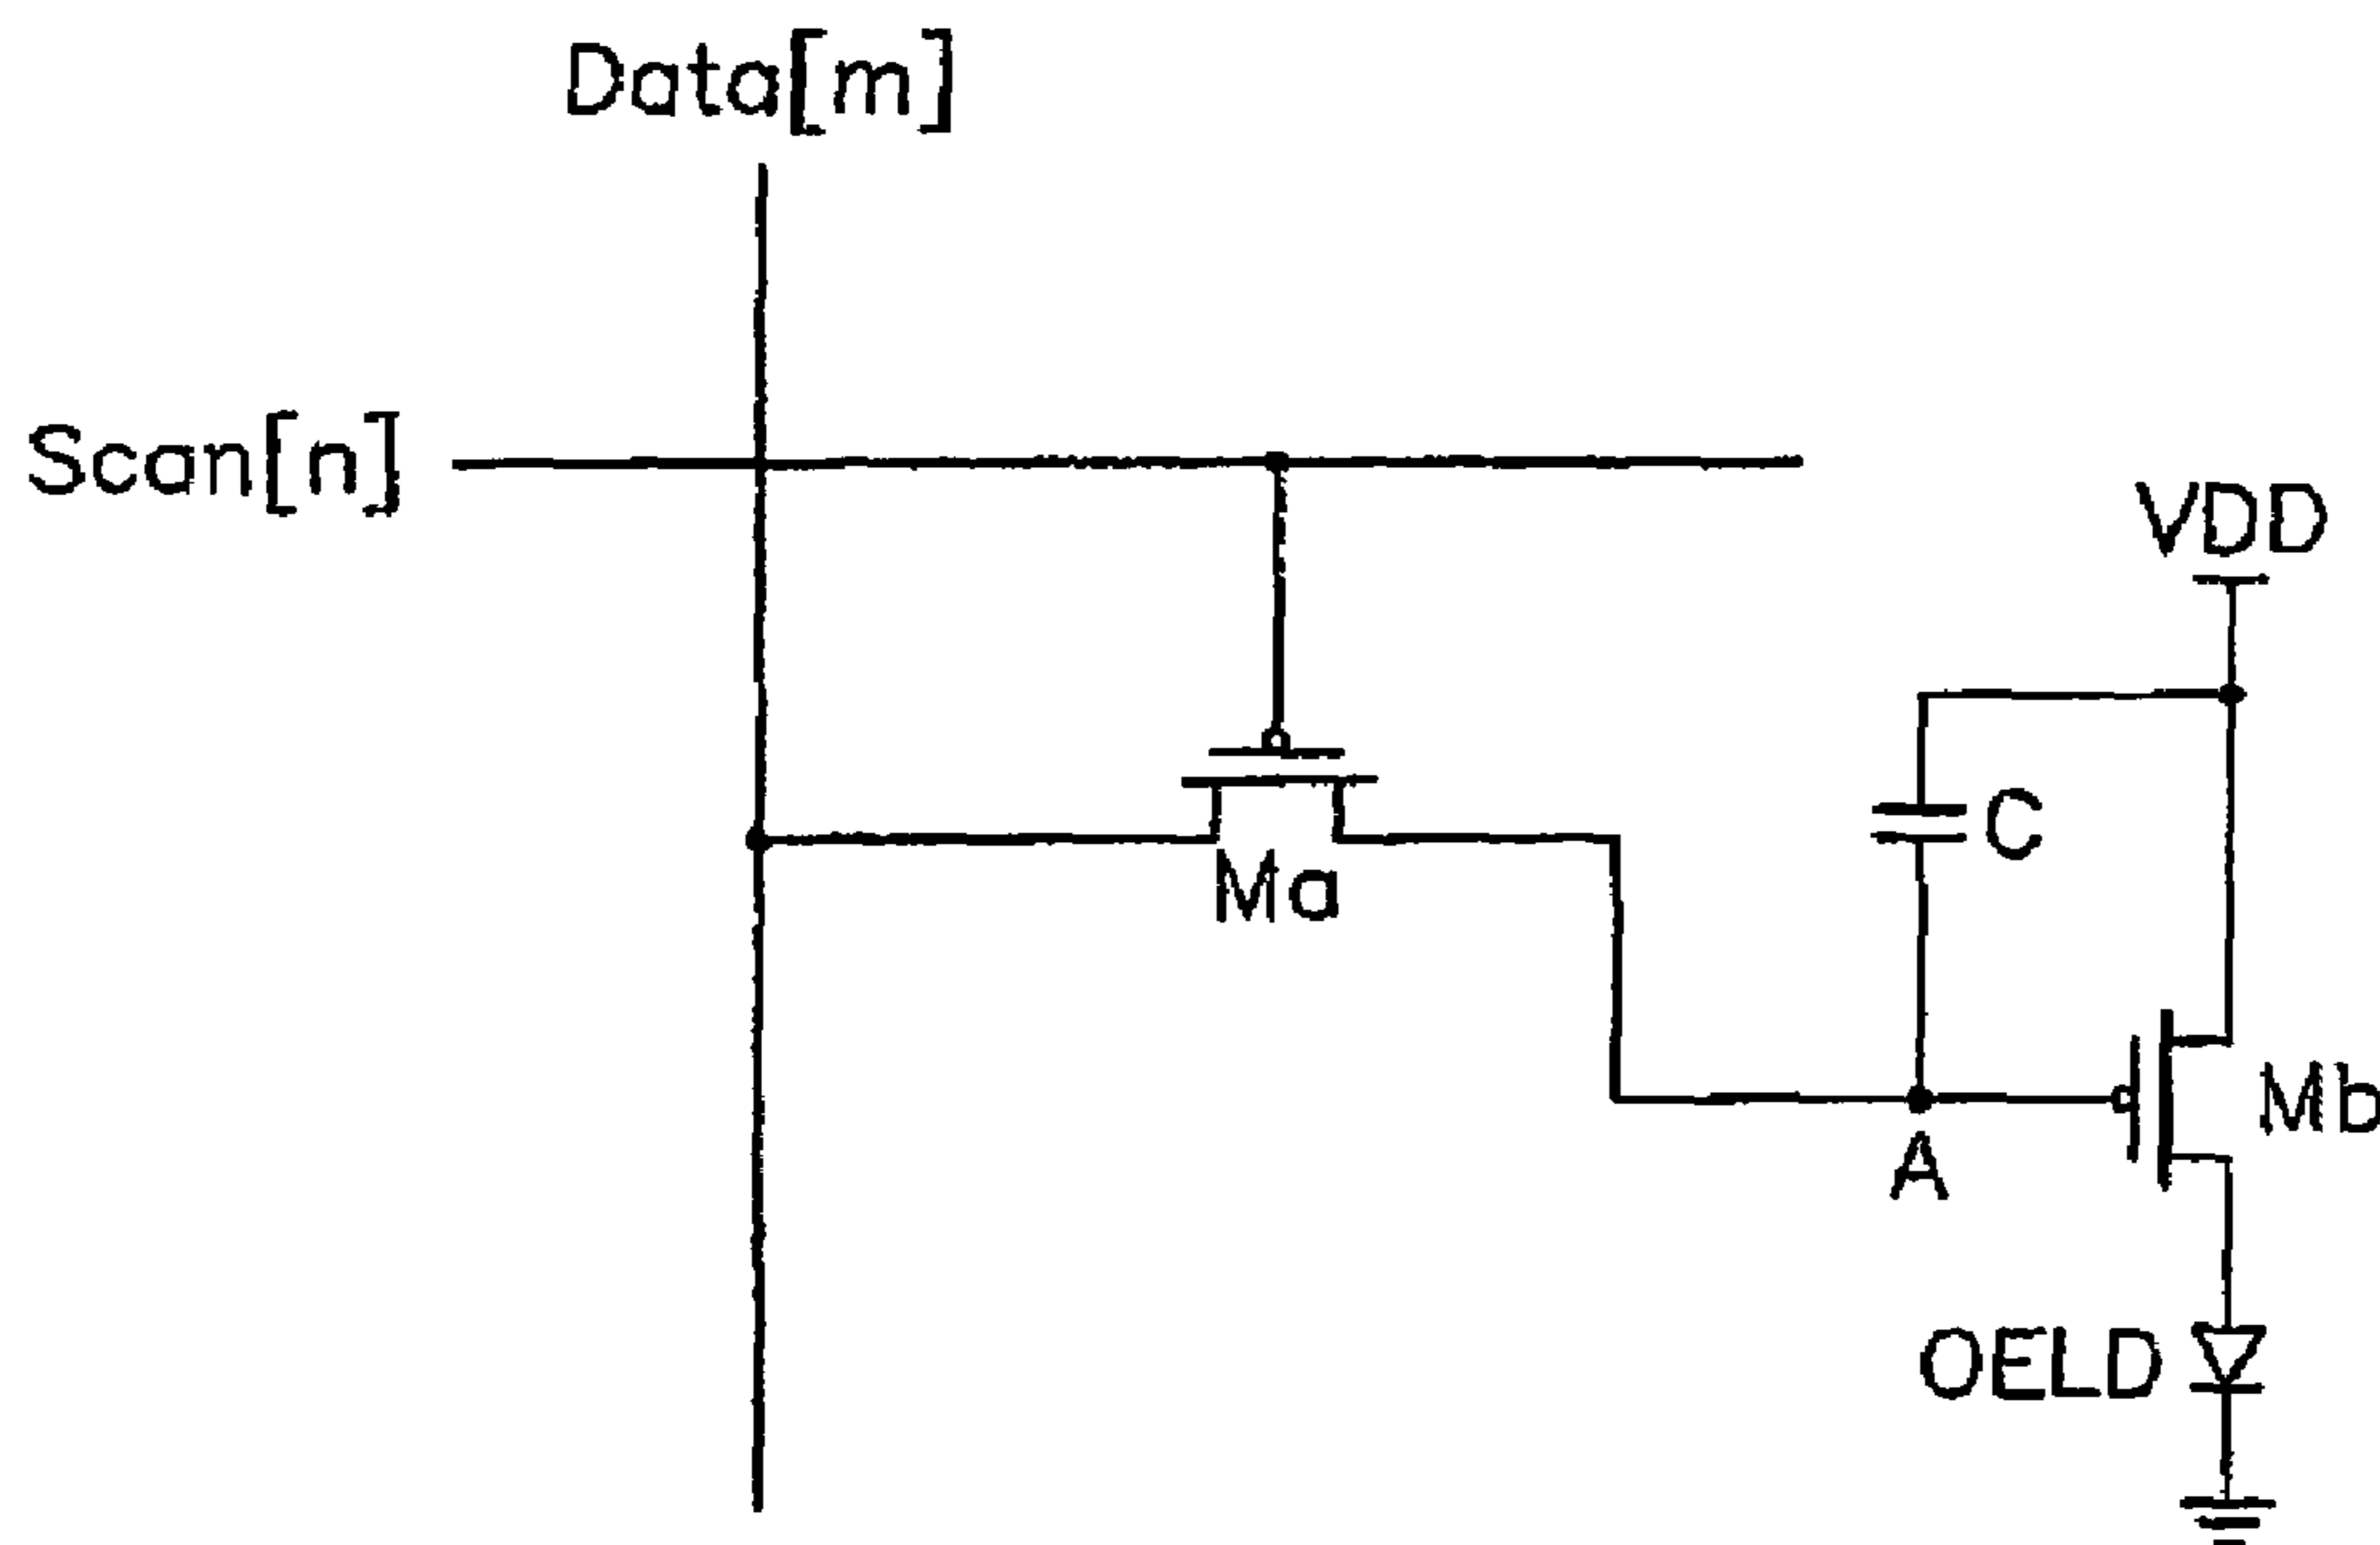 Data[m]
Scan[n]
VDD
C
Ma
Mb
A
OELD